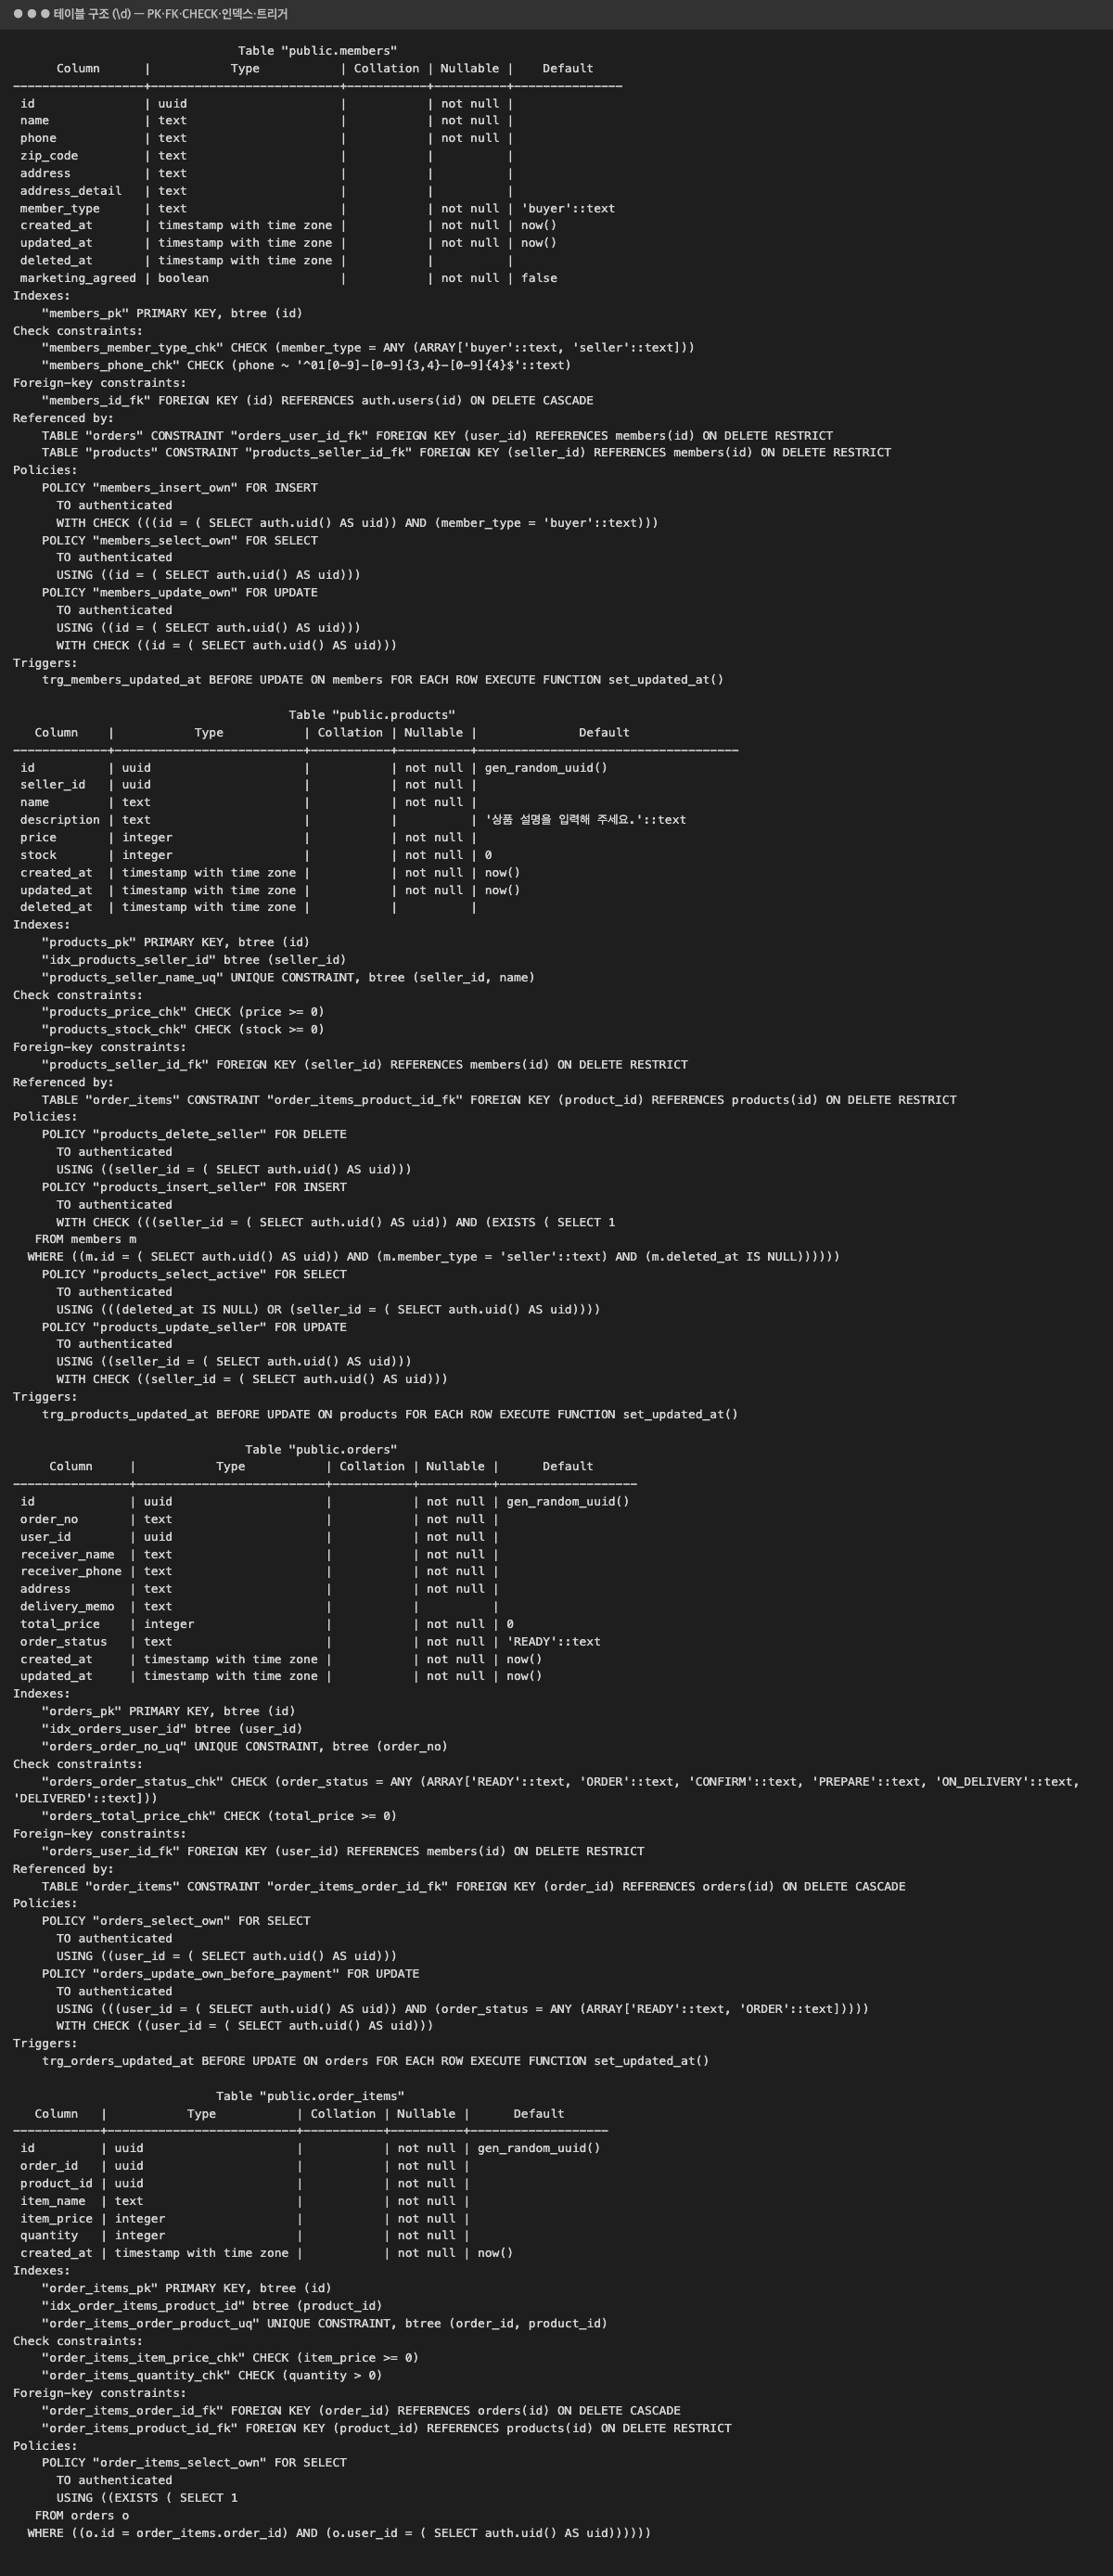 테이블 구조 (\d) — PK·FK·CHECK·인덱스·트리거
                               Table "public.members"
      Column      |           Type           | Collation | Nullable |    Default
------------------+--------------------------+-----------+----------+---------------
 id               | uuid                     |           | not null |
 name             | text                     |           | not null |
 phone            | text                     |           | not null |
 zip_code         | text                     |           |          |
 address          | text                     |           |          |
 address_detail   | text                     |           |          |
 member_type      | text                     |           | not null | 'buyer'::text
 created_at       | timestamp with time zone |           | not null | now()
 updated_at       | timestamp with time zone |           | not null | now()
 deleted_at       | timestamp with time zone |           |          |
 marketing_agreed | boolean                  |           | not null | false
Indexes:
    "members_pk" PRIMARY KEY, btree (id)
Check constraints:
    "members_member_type_chk" CHECK (member_type = ANY (ARRAY['buyer'::text, 'seller'::text]))
    "members_phone_chk" CHECK (phone ~ '^01[0-9]-[0-9]{3,4}-[0-9]{4}$'::text)
Foreign-key constraints:
    "members_id_fk" FOREIGN KEY (id) REFERENCES auth.users(id) ON DELETE CASCADE
Referenced by:
    TABLE "orders" CONSTRAINT "orders_user_id_fk" FOREIGN KEY (user_id) REFERENCES members(id) ON DELETE RESTRICT
    TABLE "products" CONSTRAINT "products_seller_id_fk" FOREIGN KEY (seller_id) REFERENCES members(id) ON DELETE RESTRICT
Policies:
    POLICY "members_insert_own" FOR INSERT
      TO authenticated
      WITH CHECK (((id = ( SELECT auth.uid() AS uid)) AND (member_type = 'buyer'::text)))
    POLICY "members_select_own" FOR SELECT
      TO authenticated
      USING ((id = ( SELECT auth.uid() AS uid)))
    POLICY "members_update_own" FOR UPDATE
      TO authenticated
      USING ((id = ( SELECT auth.uid() AS uid)))
      WITH CHECK ((id = ( SELECT auth.uid() AS uid)))
Triggers:
    trg_members_updated_at BEFORE UPDATE ON members FOR EACH ROW EXECUTE FUNCTION set_updated_at()
                                      Table "public.products"
   Column    |           Type           | Collation | Nullable |              Default
-------------+--------------------------+-----------+----------+------------------------------------
 id          | uuid                     |           | not null | gen_random_uuid()
 seller_id   | uuid                     |           | not null |
 name        | text                     |           | not null |
 description | text                     |           |          | '상품 설명을 입력해 주세요.'::text
 price       | integer                  |           | not null |
 stock       | integer                  |           | not null | 0
 created_at  | timestamp with time zone |           | not null | now()
 updated_at  | timestamp with time zone |           | not null | now()
 deleted_at  | timestamp with time zone |           |          |
Indexes:
    "products_pk" PRIMARY KEY, btree (id)
    "idx_products_seller_id" btree (seller_id)
    "products_seller_name_uq" UNIQUE CONSTRAINT, btree (seller_id, name)
Check constraints:
    "products_price_chk" CHECK (price >= 0)
    "products_stock_chk" CHECK (stock >= 0)
Foreign-key constraints:
    "products_seller_id_fk" FOREIGN KEY (seller_id) REFERENCES members(id) ON DELETE RESTRICT
Referenced by:
    TABLE "order_items" CONSTRAINT "order_items_product_id_fk" FOREIGN KEY (product_id) REFERENCES products(id) ON DELETE RESTRICT
Policies:
    POLICY "products_delete_seller" FOR DELETE
      TO authenticated
      USING ((seller_id = ( SELECT auth.uid() AS uid)))
    POLICY "products_insert_seller" FOR INSERT
      TO authenticated
      WITH CHECK (((seller_id = ( SELECT auth.uid() AS uid)) AND (EXISTS ( SELECT 1
   FROM members m
  WHERE ((m.id = ( SELECT auth.uid() AS uid)) AND (m.member_type = 'seller'::text) AND (m.deleted_at IS NULL))))))
    POLICY "products_select_active" FOR SELECT
      TO authenticated
      USING (((deleted_at IS NULL) OR (seller_id = ( SELECT auth.uid() AS uid))))
    POLICY "products_update_seller" FOR UPDATE
      TO authenticated
      USING ((seller_id = ( SELECT auth.uid() AS uid)))
      WITH CHECK ((seller_id = ( SELECT auth.uid() AS uid)))
Triggers:
    trg_products_updated_at BEFORE UPDATE ON products FOR EACH ROW EXECUTE FUNCTION set_updated_at()
                                Table "public.orders"
     Column     |           Type           | Collation | Nullable |      Default
----------------+--------------------------+-----------+----------+-------------------
 id             | uuid                     |           | not null | gen_random_uuid()
 order_no       | text                     |           | not null |
 user_id        | uuid                     |           | not null |
 receiver_name  | text                     |           | not null |
 receiver_phone | text                     |           | not null |
 address        | text                     |           | not null |
 delivery_memo  | text                     |           |          |
 total_price    | integer                  |           | not null | 0
 order_status   | text                     |           | not null | 'READY'::text
 created_at     | timestamp with time zone |           | not null | now()
 updated_at     | timestamp with time zone |           | not null | now()
Indexes:
    "orders_pk" PRIMARY KEY, btree (id)
    "idx_orders_user_id" btree (user_id)
    "orders_order_no_uq" UNIQUE CONSTRAINT, btree (order_no)
Check constraints:
    "orders_order_status_chk" CHECK (order_status = ANY (ARRAY['READY'::text, 'ORDER'::text, 'CONFIRM'::text, 'PREPARE'::text, 'ON_DELIVERY'::text,
'DELIVERED'::text]))
    "orders_total_price_chk" CHECK (total_price >= 0)
Foreign-key constraints:
    "orders_user_id_fk" FOREIGN KEY (user_id) REFERENCES members(id) ON DELETE RESTRICT
Referenced by:
    TABLE "order_items" CONSTRAINT "order_items_order_id_fk" FOREIGN KEY (order_id) REFERENCES orders(id) ON DELETE CASCADE
Policies:
    POLICY "orders_select_own" FOR SELECT
      TO authenticated
      USING ((user_id = ( SELECT auth.uid() AS uid)))
    POLICY "orders_update_own_before_payment" FOR UPDATE
      TO authenticated
      USING (((user_id = ( SELECT auth.uid() AS uid)) AND (order_status = ANY (ARRAY['READY'::text, 'ORDER'::text]))))
      WITH CHECK ((user_id = ( SELECT auth.uid() AS uid)))
Triggers:
    trg_orders_updated_at BEFORE UPDATE ON orders FOR EACH ROW EXECUTE FUNCTION set_updated_at()
                            Table "public.order_items"
   Column   |           Type           | Collation | Nullable |      Default
------------+--------------------------+-----------+----------+-------------------
 id         | uuid                     |           | not null | gen_random_uuid()
 order_id   | uuid                     |           | not null |
 product_id | uuid                     |           | not null |
 item_name  | text                     |           | not null |
 item_price | integer                  |           | not null |
 quantity   | integer                  |           | not null |
 created_at | timestamp with time zone |           | not null | now()
Indexes:
    "order_items_pk" PRIMARY KEY, btree (id)
    "idx_order_items_product_id" btree (product_id)
    "order_items_order_product_uq" UNIQUE CONSTRAINT, btree (order_id, product_id)
Check constraints:
    "order_items_item_price_chk" CHECK (item_price >= 0)
    "order_items_quantity_chk" CHECK (quantity > 0)
Foreign-key constraints:
    "order_items_order_id_fk" FOREIGN KEY (order_id) REFERENCES orders(id) ON DELETE CASCADE
    "order_items_product_id_fk" FOREIGN KEY (product_id) REFERENCES products(id) ON DELETE RESTRICT
Policies:
    POLICY "order_items_select_own" FOR SELECT
      TO authenticated
      USING ((EXISTS ( SELECT 1
   FROM orders o
  WHERE ((o.id = order_items.order_id) AND (o.user_id = ( SELECT auth.uid() AS uid))))))